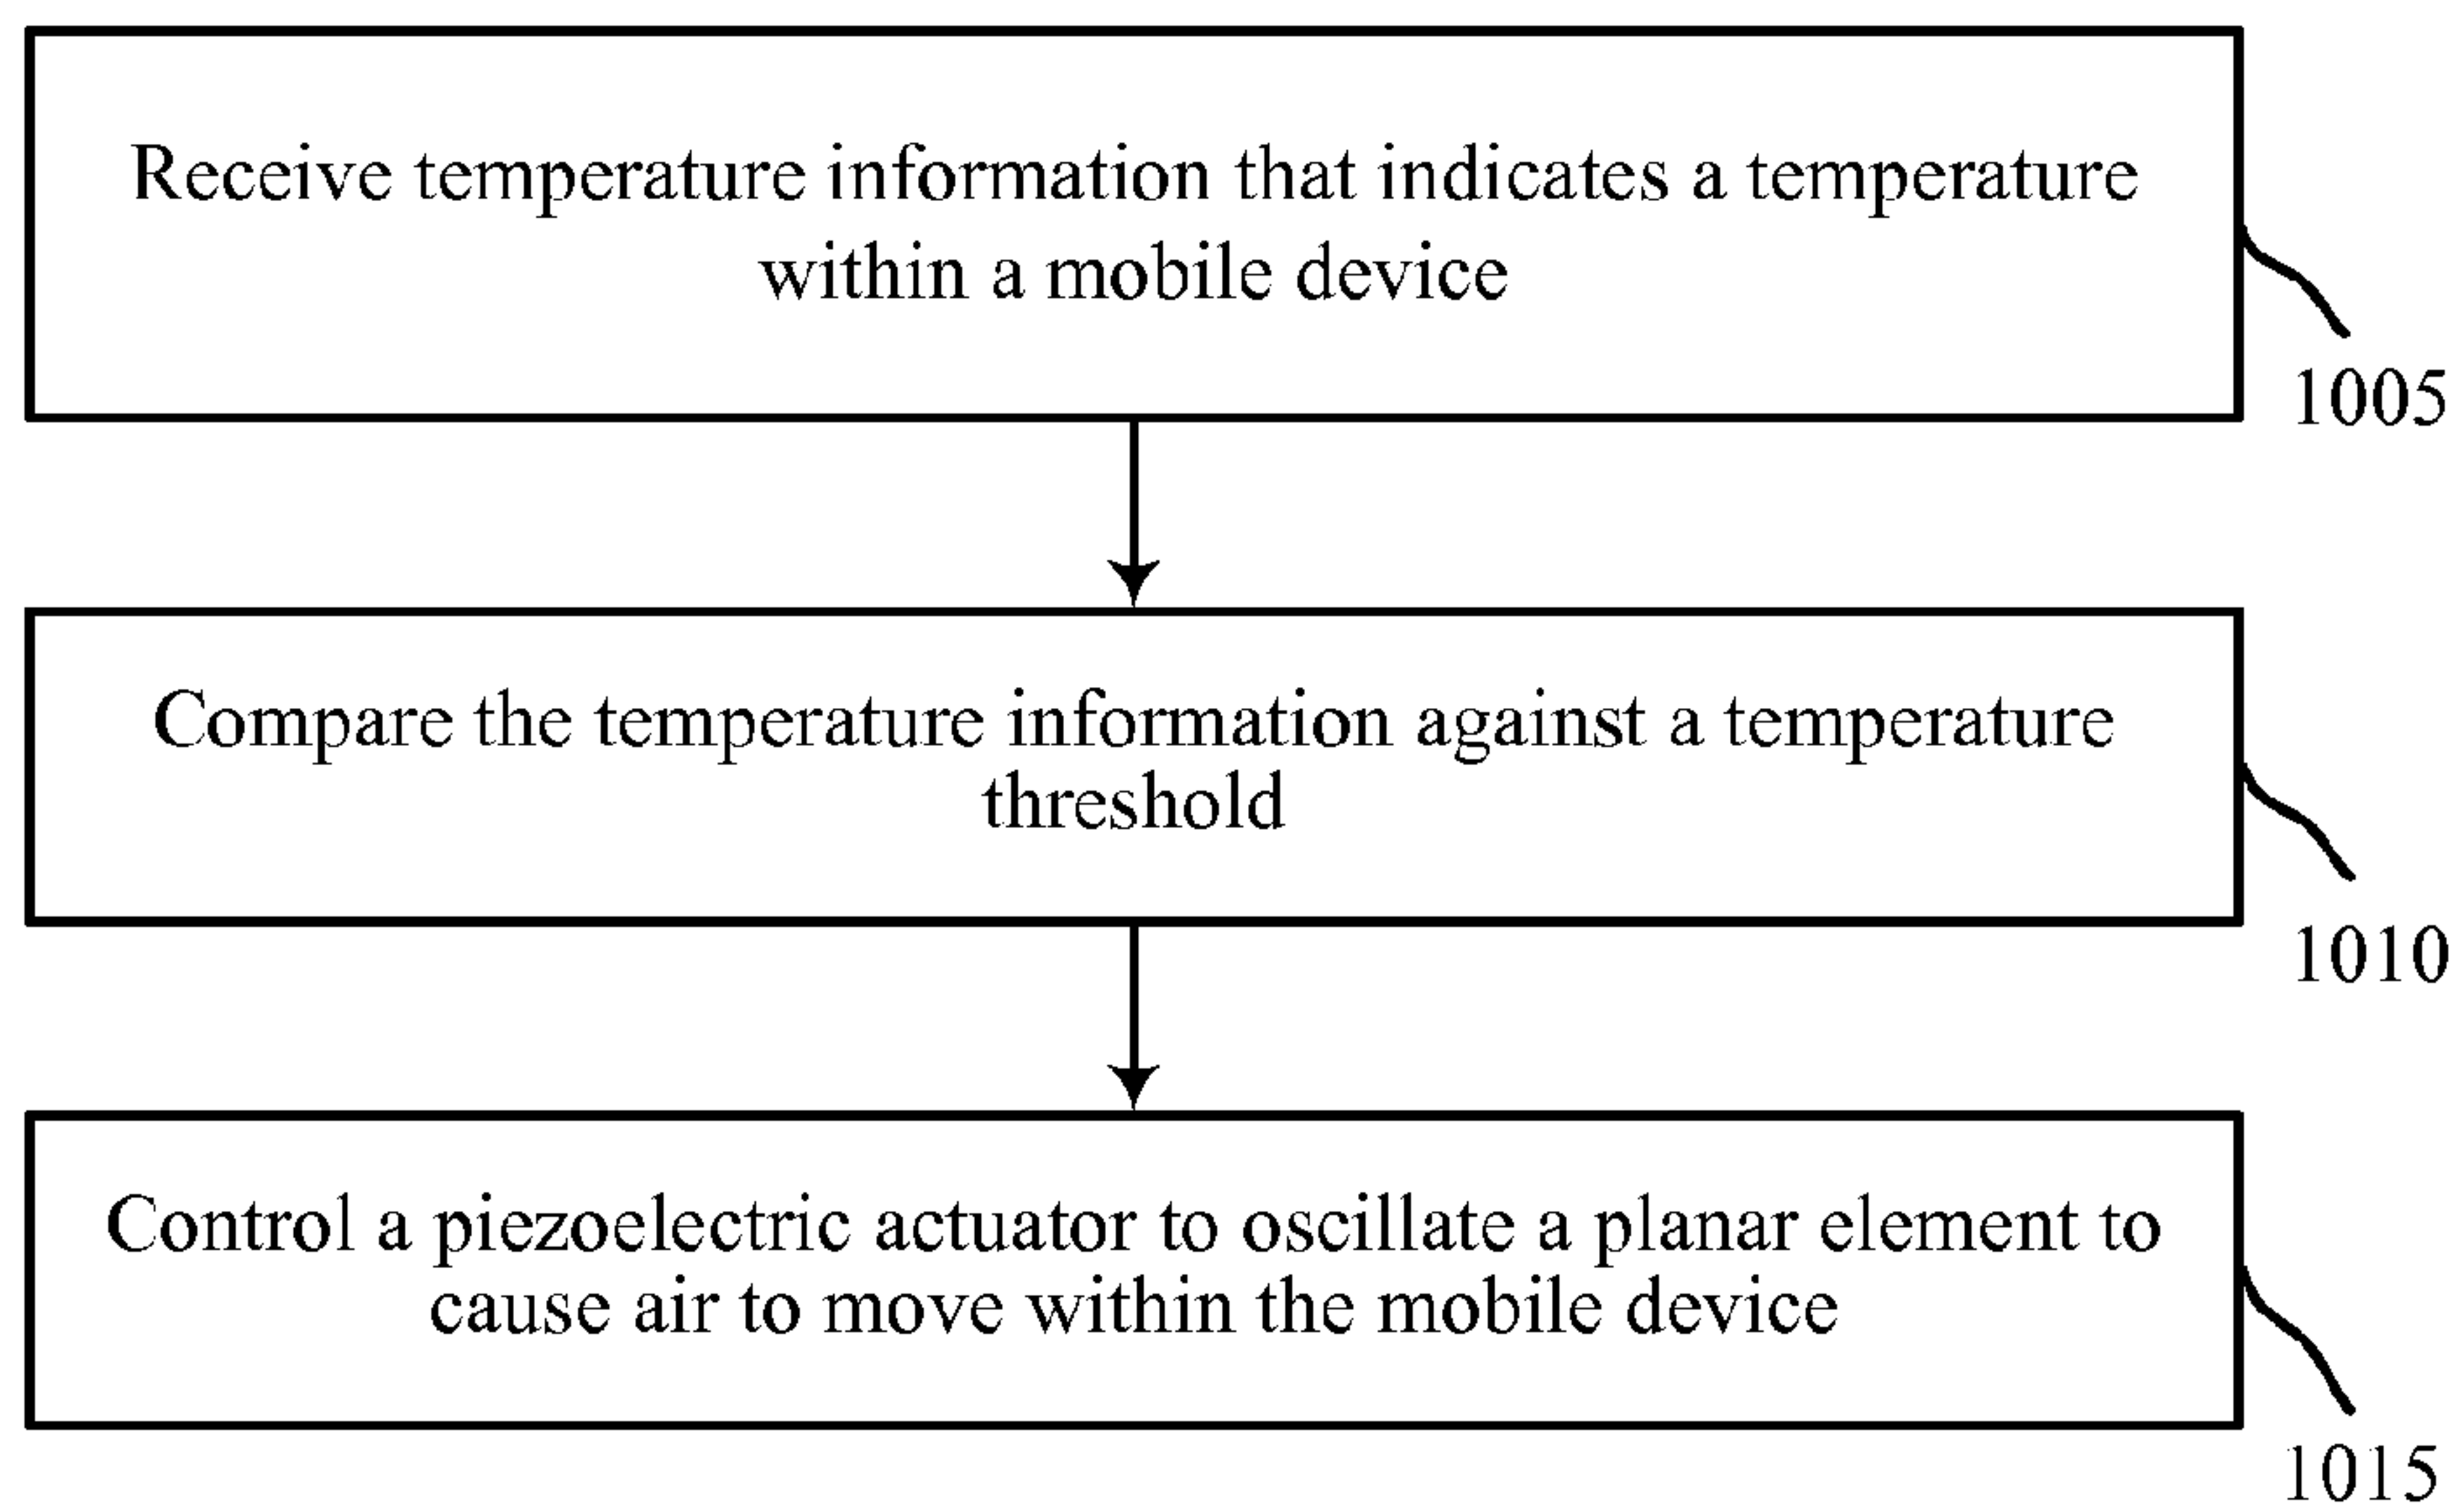 Receive temperature information that indicates a temperature
within a mobile device
1005
Compare the temperature information against a temperature
threshold
1010
Control a piezoelectric actuator to oscillate a planar element to
cause air to move within the mobile device
1015